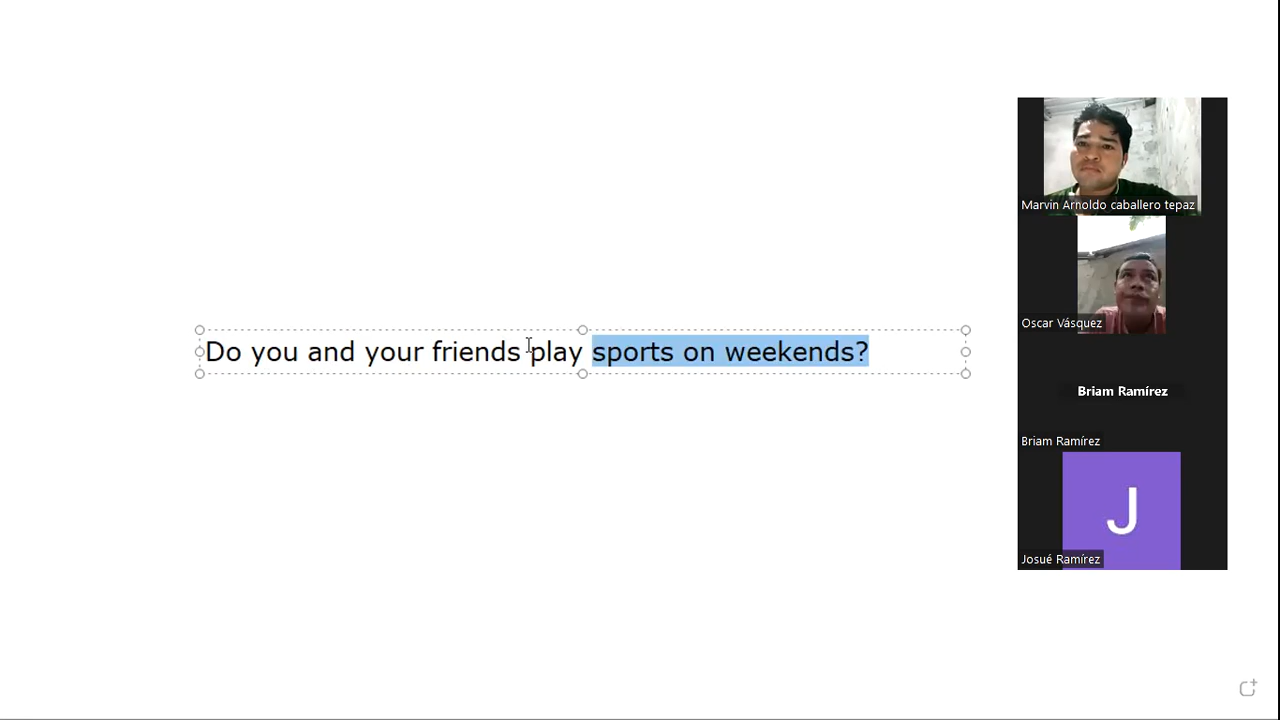 Marvin Arnoldo caballero tepaz
Oscar Vásquez
Do you and your friends play sports on weekends?
Briam Ramírez
Briam Ramírez
J
Josué Ramírez